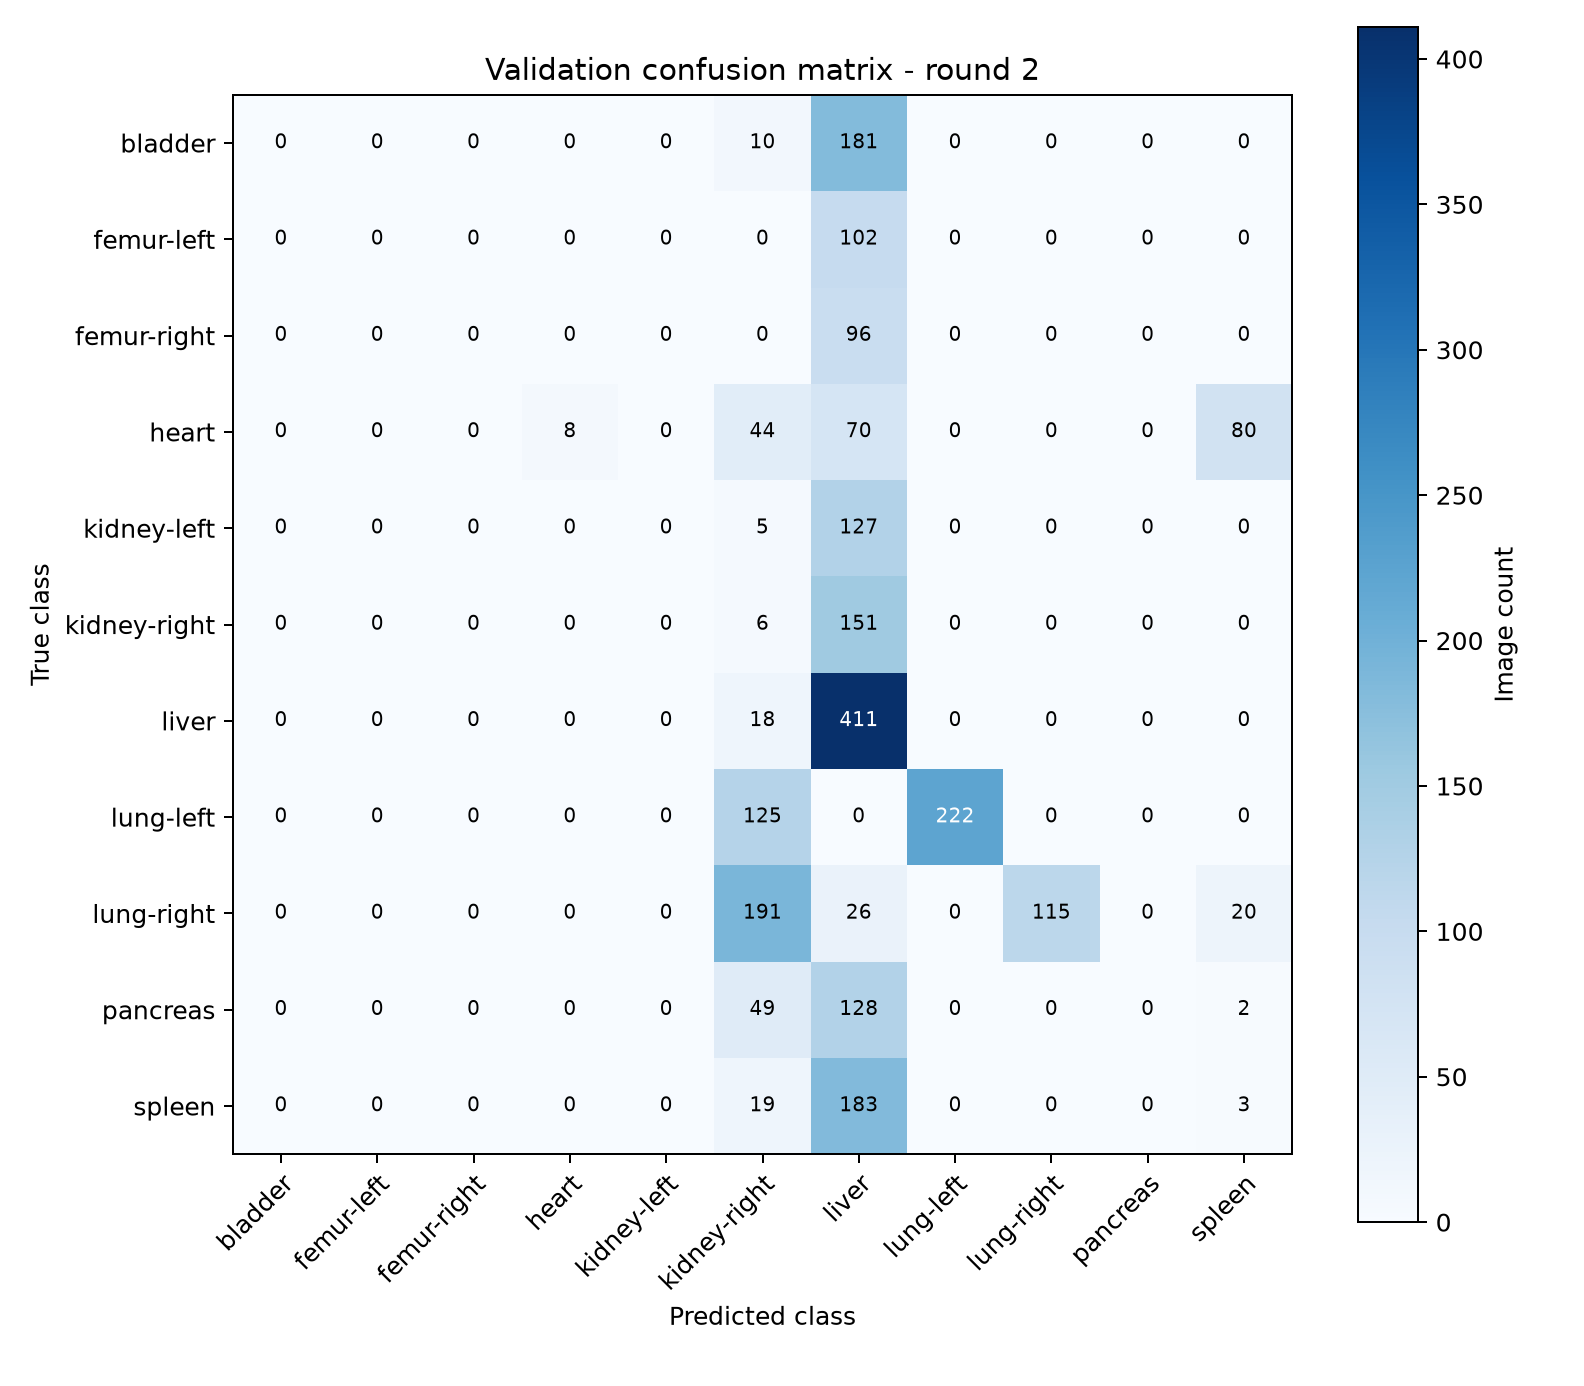 Validation confusion matrix - round 2
bladder 0 0 0 0 0 10 181 0 0 0 0
femur-left 0 0 0 0 0 0 102 0 0 0 0
femur-right 0 0 0 0 0 0 96 0 0 0 0
heart 0 0 0 8 0 44 70 0 0 0 80
kidney-left 0 0 0 0 0 5 127 0 0 0 0
kidney-right 0 0 0 0 0 6 151 0 0 0 0
liver 0 0 0 0 0 18 411 0 0 0 0
lung-left 0 0 0 0 0 125 0 222 0 0 0
lung-right 0 0 0 0 0 191 26 0 115 0 20
pancreas 0 0 0 0 0 49 128 0 0 0 2
spleen 0 0 0 0 0 19 183 0 0 0 3
bladder femur-left femur-right heart kidney-left kidney-right liver lung-left lung-right pancreas spleen
Predicted class
True class
400
350
300
250
200
150
100
50
0
Image count